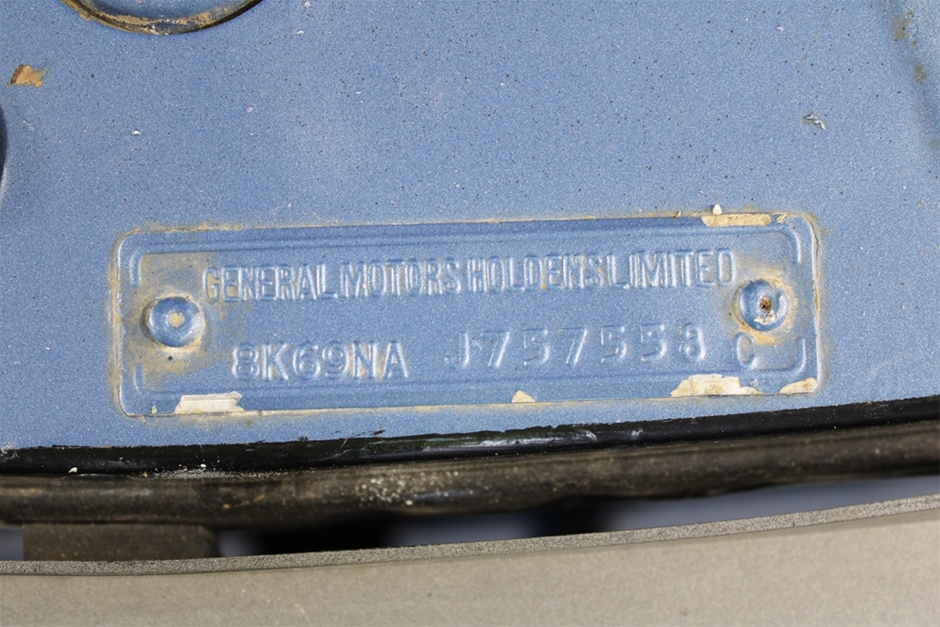 GENERAL MOTORS HOLDENS LIMITED
8K69NA J757558 C